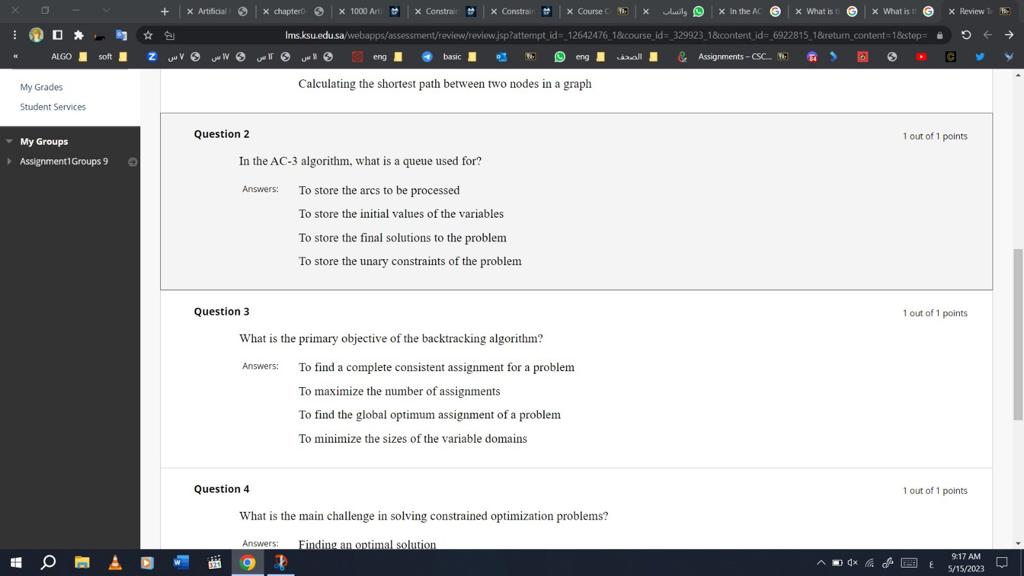 Artificial
chapter
1000 Art
Constrain
Constrain
Course C
واتساب
In the AC
What is t
What is t
Review T
lms.ksu.edu.sa/webapps/assessment/review/review.jsp?attempt_id=_12642476_1&course_id=_329923_1&content_id=_6922815_1&return_content=1&step=
ALGO
soft
س ٧
س ١٧
س ١٢
س ١١
eng
basic
eng
الصحف
Assignments – CSC...
My Grades
Student Services
My Groups
Assignment1Groups 9
Calculating the shortest path between two nodes in a graph
Question 2
1 out of 1 points
In the AC-3 algorithm, what is a queue used for?
Answers:
To store the arcs to be processed
To store the initial values of the variables
To store the final solutions to the problem
To store the unary constraints of the problem
Question 3
1 out of 1 points
What is the primary objective of the backtracking algorithm?
Answers:
To find a complete consistent assignment for a problem
To maximize the number of assignments
To find the global optimum assignment of a problem
To minimize the sizes of the variable domains
Question 4
1 out of 1 points
What is the main challenge in solving constrained optimization problems?
Answers:
Finding an optimal solution
ع
9:17 AM
5/15/2023